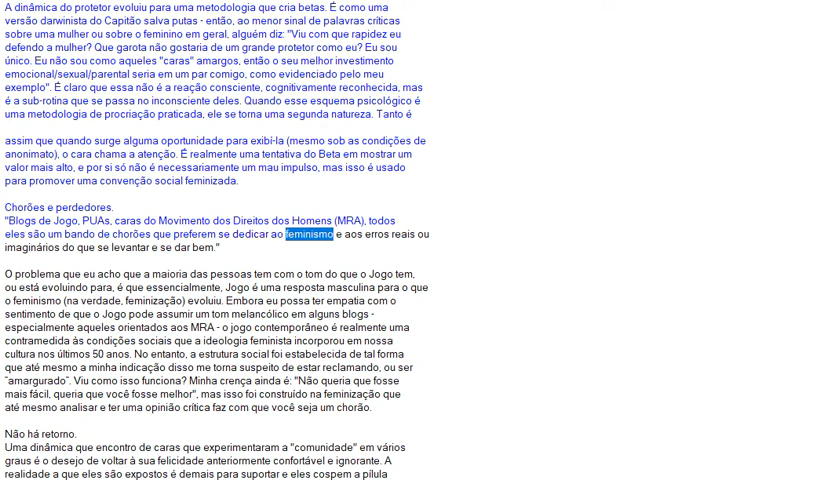 A dinâmica do protetor evoluiu para uma metodologia que cria betas. É como uma
versão darwinista do Capitão salva putas - então, ao menor sinal de palavras críticas
sobre uma mulher ou sobre o feminino em geral, alguém diz: "Viu com que rapidez eu
defendo a mulher? Que garota não gostaria de um grande protetor como eu? Eu sou
único. Eu não sou como aqueles "caras" amargos, então o seu melhor investimento
emocional/sexual/parental seria em um par comigo, como evidenciado pelo meu
exemplo". É claro que essa não é a reação consciente, cognitivamente reconhecida, mas
é a sub-rotina que se passa no inconsciente deles. Quando esse esquema psicológico é
uma metodologia de procriação praticada, ele se torna uma segunda natureza. Tanto é
assim que quando surge alguma oportunidade para exibí-la (mesmo sob as condições de
anonimato), o cara chama a atenção. É realmente uma tentativa do Beta em mostrar um
valor mais alto, e por si só não é necessariamente um mau impulso, mas isso é usado
para promover uma convenção social feminizada.
Chorões e perdedores.
"Blogs de Jogo, PUAs, caras do Movimento dos Direitos dos Homens (MRA), todos
eles são um bando de chorões que preferem se dedicar ao feminismo e aos erros reais ou
imaginários do que se levantar e se dar bem."
O problema que eu acho que a maioria das pessoas tem com o tom do que o Jogo tem,
ou está evoluindo para, é que essencialmente, Jogo é uma resposta masculina para o que
o feminismo (na verdade, feminização) evoluiu. Embora eu possa ter empatia com o
sentimento de que o Jogo pode assumir um tom melancólico em alguns blogs -
especialmente aqueles orientados aos MRA - o jogo contemporâneo é realmente uma
contramedida às condições sociais que a ideologia feminista incorporou em nossa
cultura nos últimos 50 anos. No entanto, a estrutura social foi estabelecida de tal forma
que até mesmo a minha indicação disso me torna suspeito de estar reclamando, ou ser
¨amargurado¨. Viu como isso funciona? Minha crença ainda é: "Não queria que fosse
mais fácil, queria que você fosse melhor", mas isso foi construído na feminização que
até mesmo analisar e ter uma opinião crítica faz com que você seja um chorão.
Não há retorno.
Uma dinâmica que encontro de caras que experimentaram a "comunidade" em vários
graus é o desejo de voltar à sua felicidade anteriormente confortável e ignorante. A
realidade a que eles são expostos é demais para suportar e eles cospem a pílula